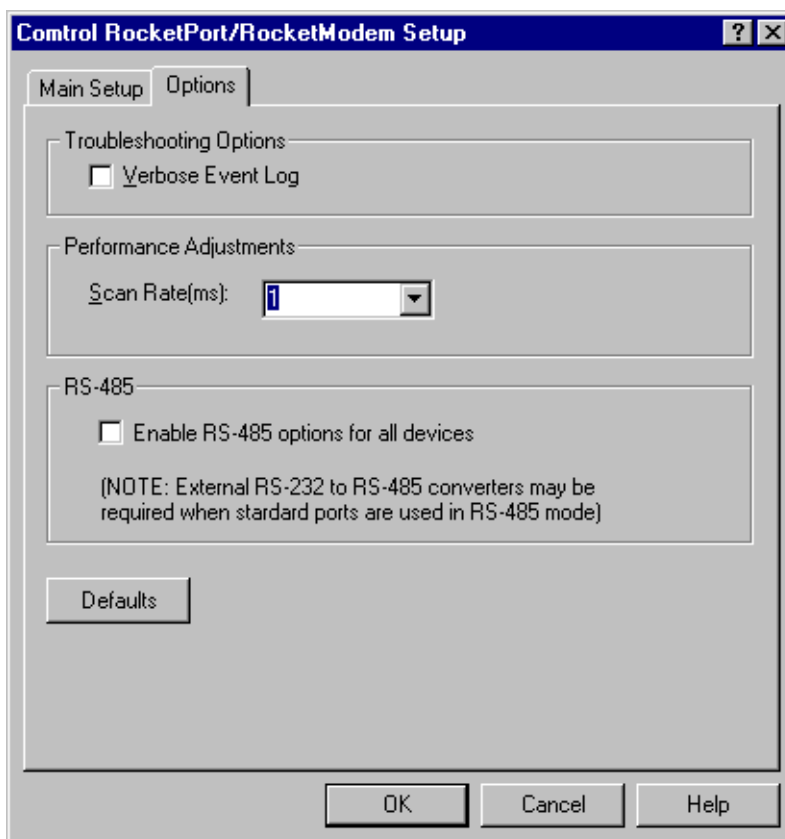 Comtrol RocketPort/RocketModem Setup
Main Setup
Options
Troubleshooting Options
Verbose Event Log
Performance Adjustments
Scan Rate(ms):
1
RS-485
Enable RS-485 options for all devices
(NOTE: External RS-232 to RS-485 converters may be
required when stardard ports are used in RS-485 mode)
Defaults
OK
Cancel
Help